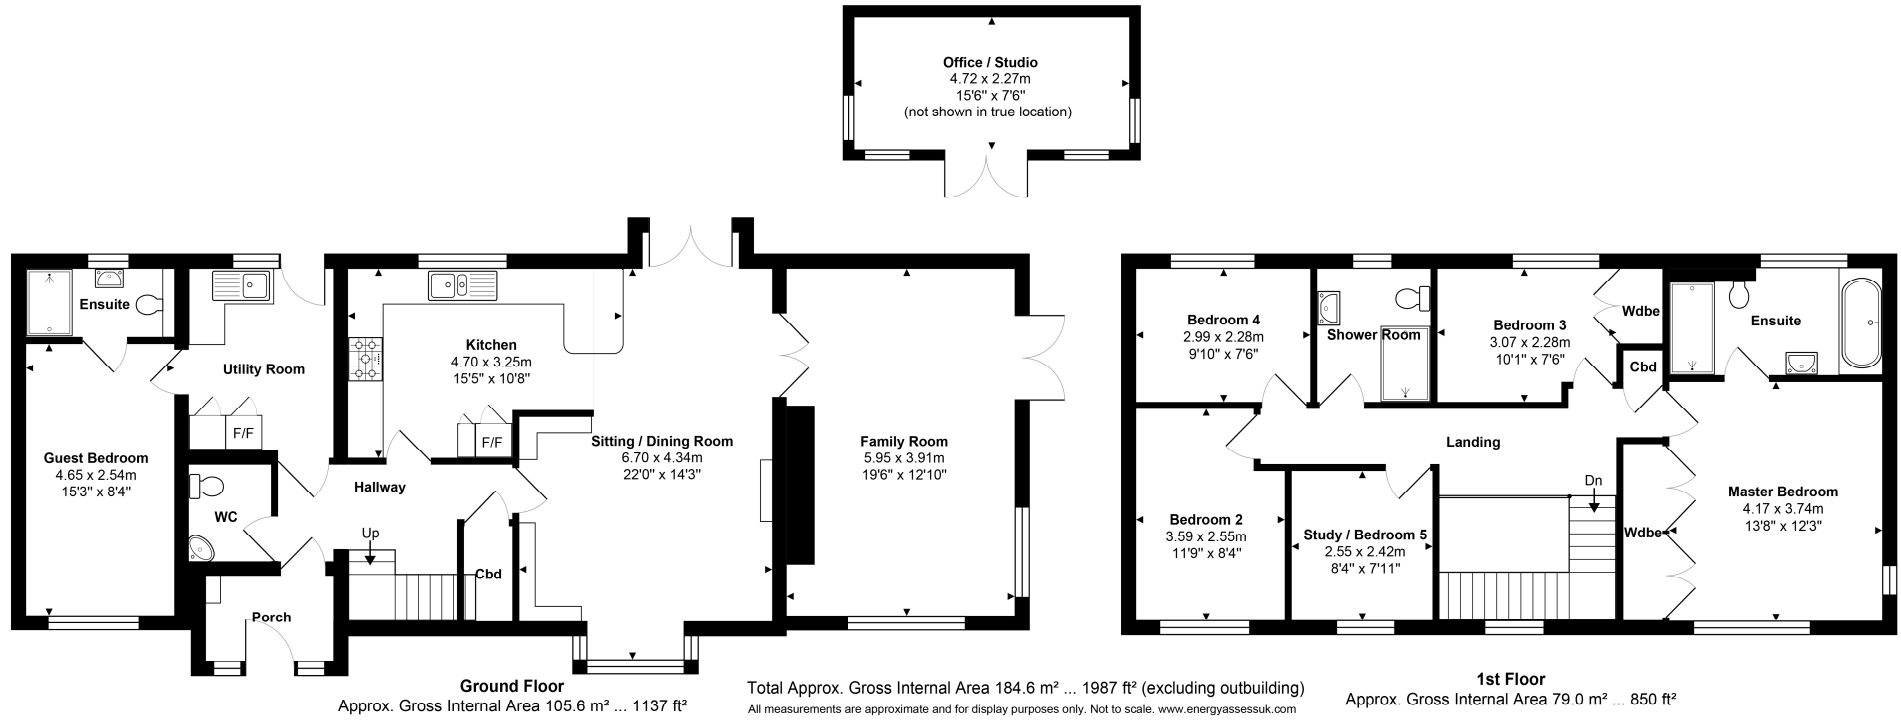 Office / Studio
4.72 x 2.27m
15'6" x 7'6"
(not shown in true location)
Ensuite
Utility Room
F/F
Guest Bedroom
4.65 x 2.54m
15'3" x 8'4"
WC
Porch
Hallway
Up
Cbd
Kitchen
4.70 x 3.25m
15'5" x 10'8"
F/F
Sitting / Dining Room
6.70 x 4.34m
22'0" x 14'3"
Family Room
5.95 x 3.91m
19'6" x 12'10"
Bedroom 4
2.99 x 2.28m
9'10" x 7'6"
Shower Room
Bedroom 3
3.07 x 2.28m
10'1" x 7'6"
Wdbe
Cbd
Ensuite
Landing
Dn
Bedroom 2
3.59 x 2.55m
11'9" x 8'4"
Study / Bedroom 5
2.55 x 2.42m
8'4" x 7'11"
Wdbe
Master Bedroom
4.17 x 3.74m
13'8" x 12'3"
Ground Floor
Approx. Gross Internal Area 105.6 m² ... 1137 ft²
Total Approx. Gross Internal Area 184.6 m² ... 1987 ft² (excluding outbuilding)
All measurements are approximate and for display purposes only. Not to scale. www.energyassessuk.com
1st Floor
Approx. Gross Internal Area 79.0 m² ... 850 ft²